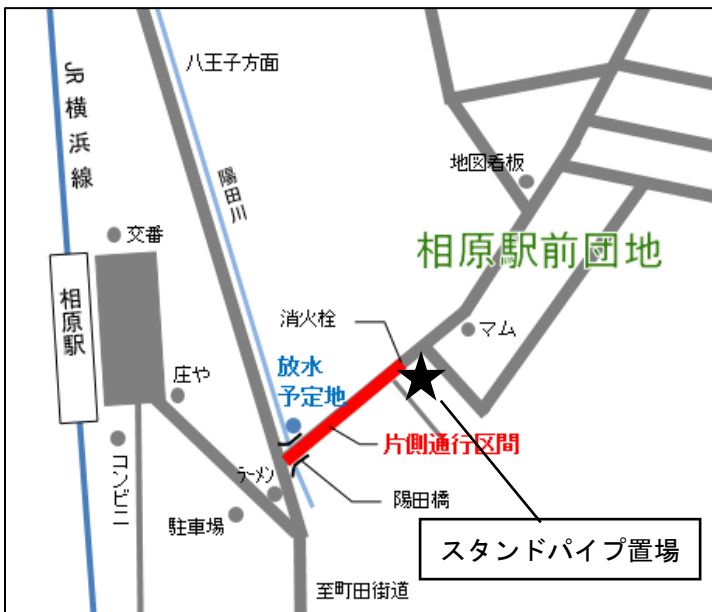 八王子方面
JR横浜線
陽田川
地図看板
交番
相原駅前団地
相原駅
消火栓
マム
放水
予定地
庄や
片側通行区間
ラーメン
陽田橋
コンビニ
駐車場
スタンドパイプ置場
至町田街道